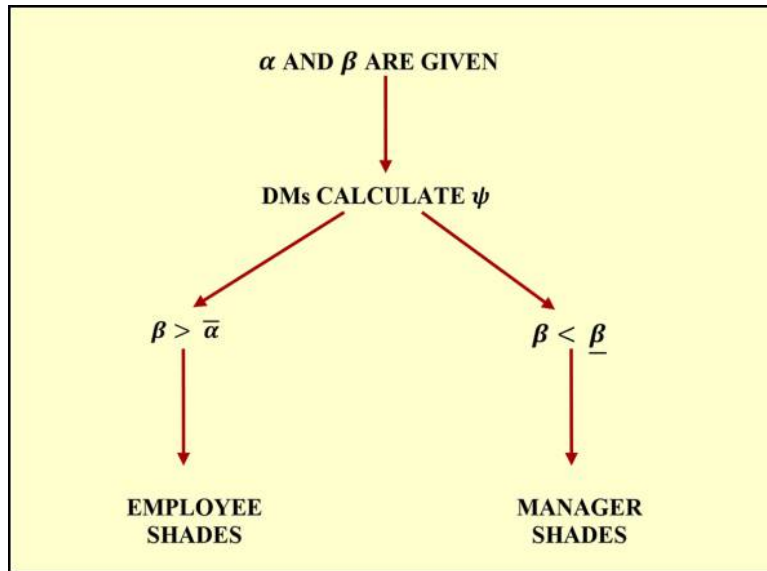 α AND β ARE GIVEN
DMs CALCULATE ψ
β > α̅
β < β̲
EMPLOYEE
SHADES
MANAGER
SHADES